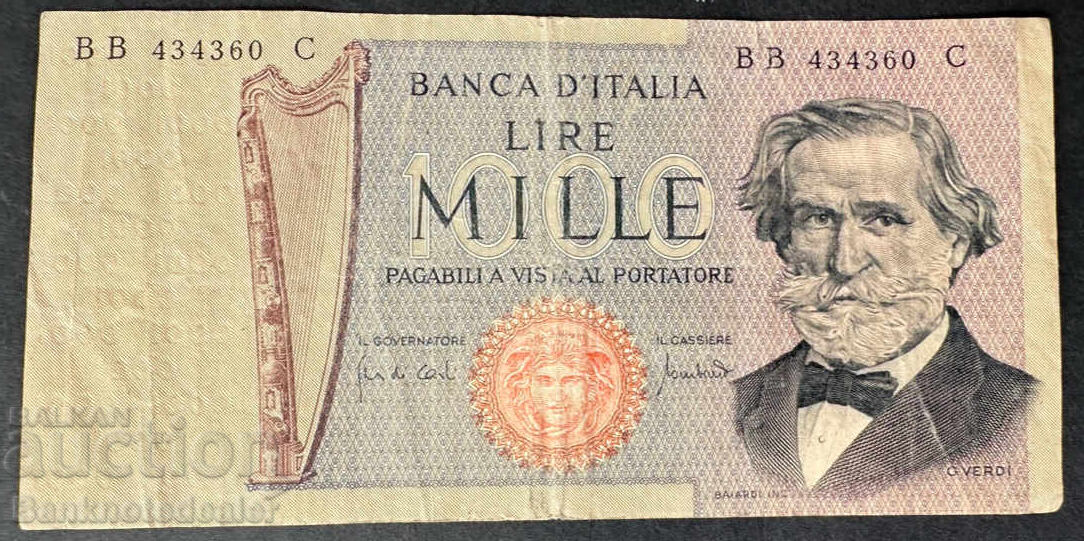 BB 434360 C
BB 434360 C
BANCA D'ITALIA
LIRE
1000
MILLE
PAGABILI A VISTA AL PORTATORE
IL GOVERNATORE
IL CASSIERE
G. VERDI
BAIARDI INC.
BALKAN
auction
Banknotedealer